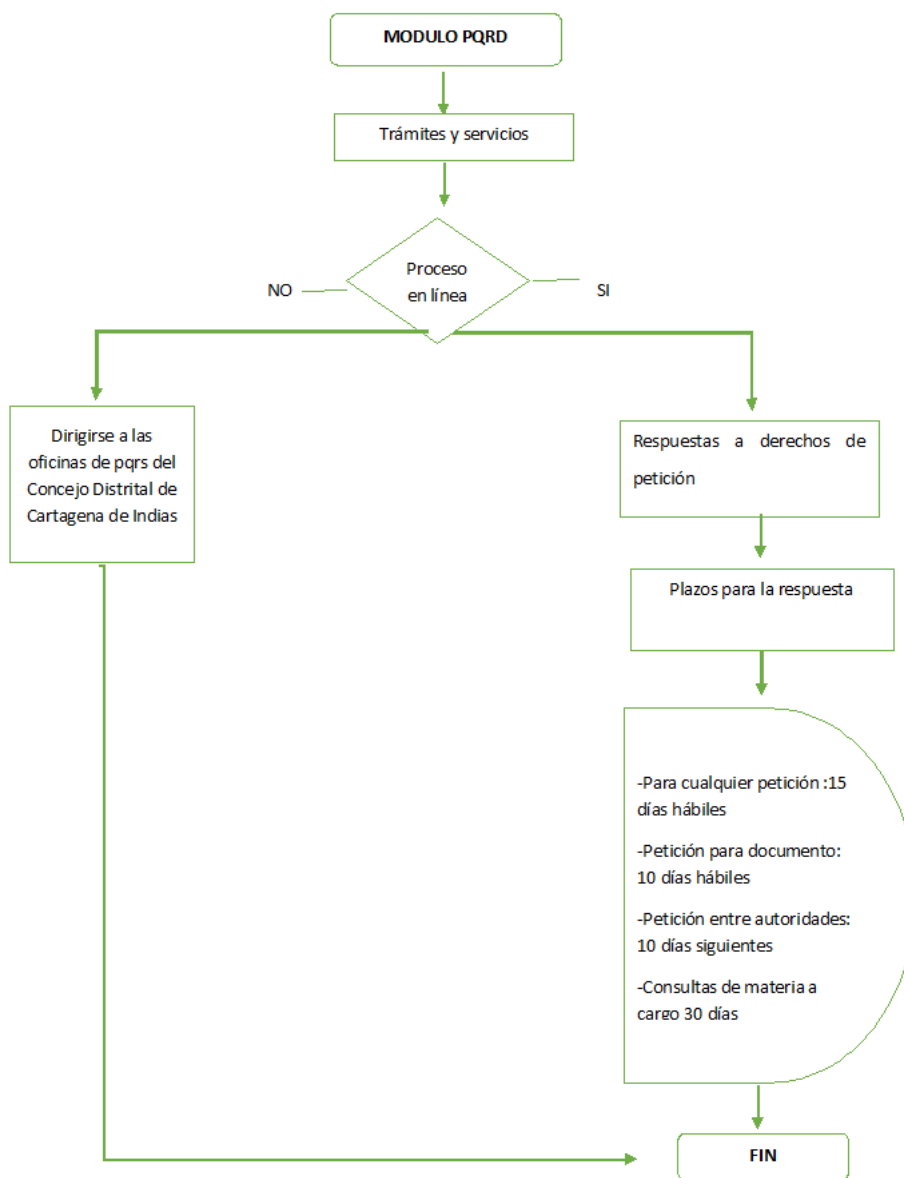 MODULO PQRD
Trámites y servicios
Proceso
en línea
NO
SI
Dirigirse a las
oficinas de pqrs del
Concejo Distrital de
Cartagena de Indias
Respuestas a derechos de
petición
Plazos para la respuesta
-Para cualquier petición :15
días hábiles
-Petición para documento:
10 días hábiles
-Petición entre autoridades:
10 días siguientes
-Consultas de materia a
cargo 30 días
FIN